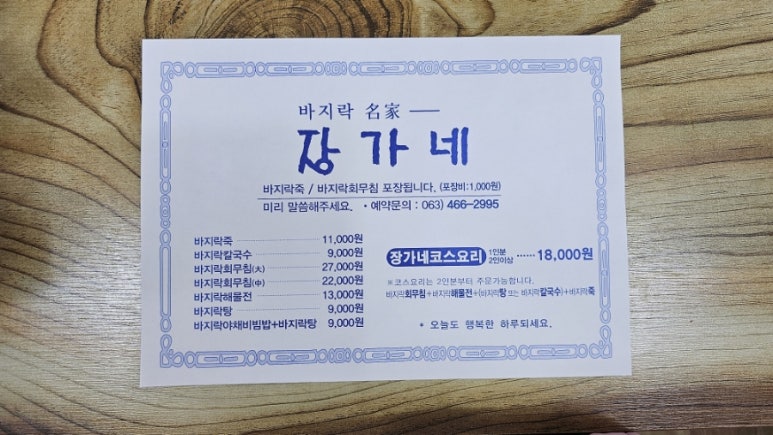 바지락 名家 —
장가네
바지락죽 / 바지락회무침 포장됩니다. (포장비:1,000원)
미리 말씀해주세요. • 예약문의 : 063) 466-2995
바지락죽 11,000원
바지락칼국수 9,000원
바지락회무침(大) 27,000원
바지락회무침(中) 22,000원
바지락해물전 13,000원
바지락탕 9,000원
바지락야채비빔밥+바지락탕 9,000원
장가네코스요리 1인분 2인이상 ······ 18,000원
※코스요리는 2인분부터 주문가능합니다.
바지락회무침+바지락해물전+(바지락탕 또는 바지락칼국수)+바지락죽
• 오늘도 행복한 하루되세요.